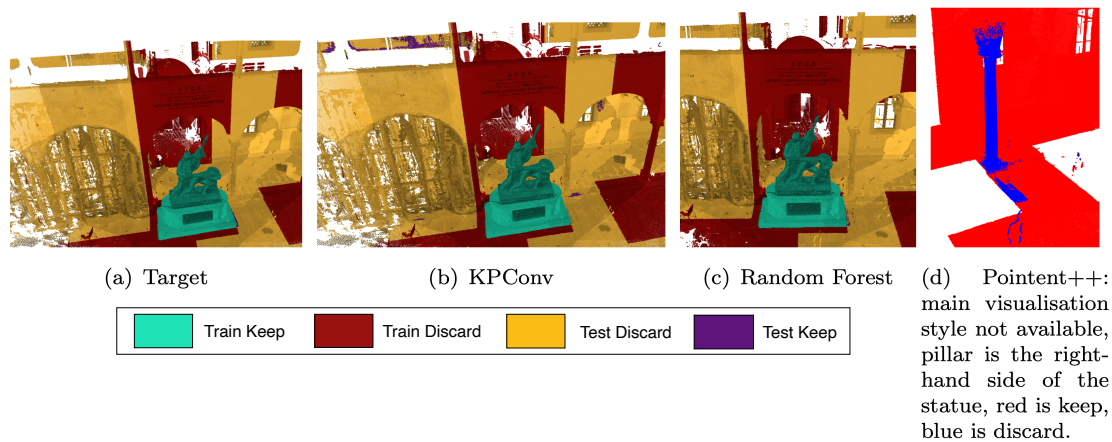 (a) Target
(b) KPConv
(c) Random Forest
(d) Pointent++:
main visualisation
style not available,
pillar is the right-
hand side of the
statue, red is keep,
blue is discard.
Train Keep
Train Discard
Test Discard
Test Keep